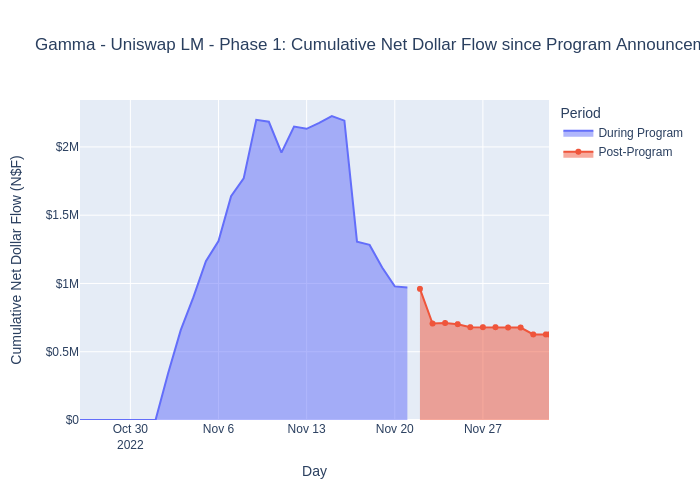 Gamma - Uniswap LM - Phase 1: Cumulative Net Dollar Flow since Program
Period
During Program
Post-Program
Cumulative Net Dollar Flow (N$F)
$2M
$1.5M
$1M
$0.5M
$0
Oct 30
2022
Nov 6
Nov 13
Nov 20
Nov 27
Day